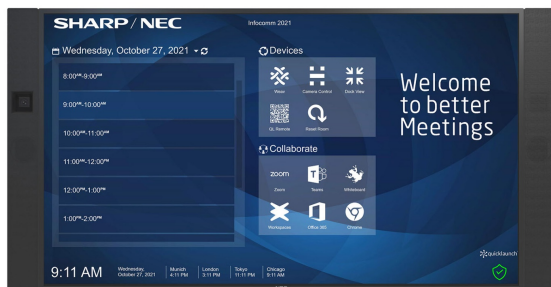 SHARP/NEC
Infocomm 2021
Wednesday, October 27, 2021
8:00AM-9:00AM
9:00AM-10:00AM
10:00AM-11:00AM
11:00AM-12:00PM
12:00PM-1:00PM
1:00PM-2:00PM
Devices
Wave
Camera Control
Dock View
QL Remote
Reset Room
Collaborate
zoom
Zoom
Teams
Whiteboard
Workspaces
Office 365
Chrome
Welcome
to better
Meetings
quicklaunch
9:11 AM
Wednesday,
October 27, 2021
Munich
4:11 PM
London
3:11 PM
Tokyo
11:11 PM
Chicago
9:11 AM